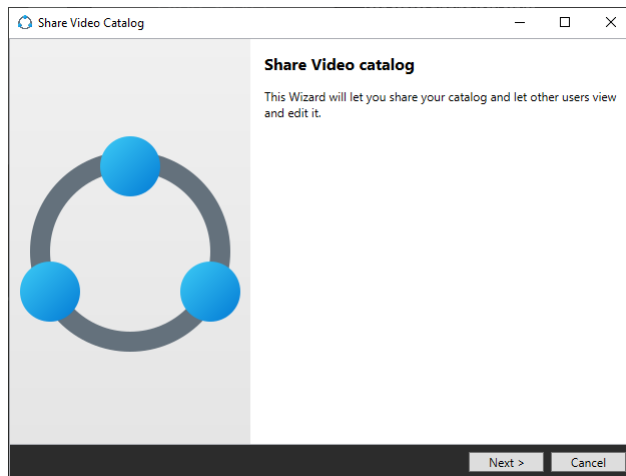 Share Video Catalog
Share Video catalog
This Wizard will let you share your catalog and let other users view
and edit it.
Next >
Cancel